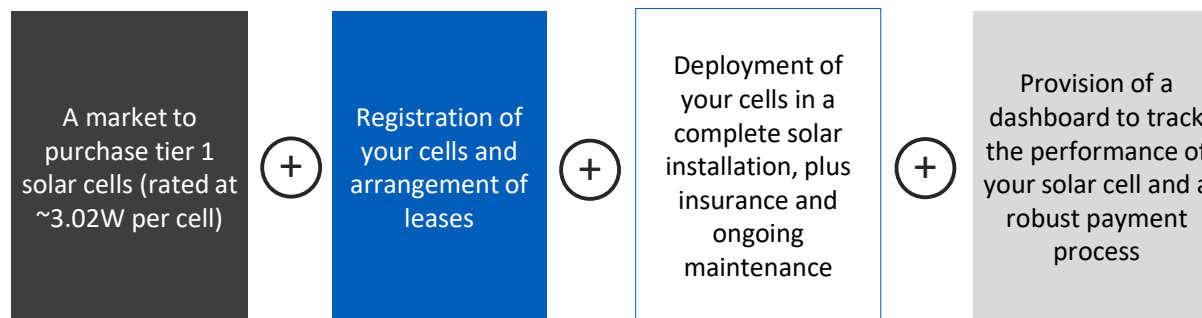 A market to
purchase tier 1
solar cells (rated at
~3.02W per cell)
+
Registration of
your cells and
arrangement of
leases
+
Deployment of
your cells in a
complete solar
installation, plus
insurance and
ongoing
maintenance
+
Provision of a
dashboard to track
the performance of
your solar cell and a
robust payment
process